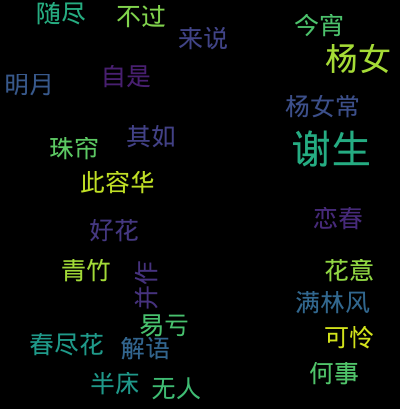 随尽
不过
今宵
来说
杨女
自是
明月
杨女常
其如
谢生
珠帘
此容华
恋春
好花
青竹
花意
并作
满林风
易亏
可怜
春尽花
解语
何事
半床
无人